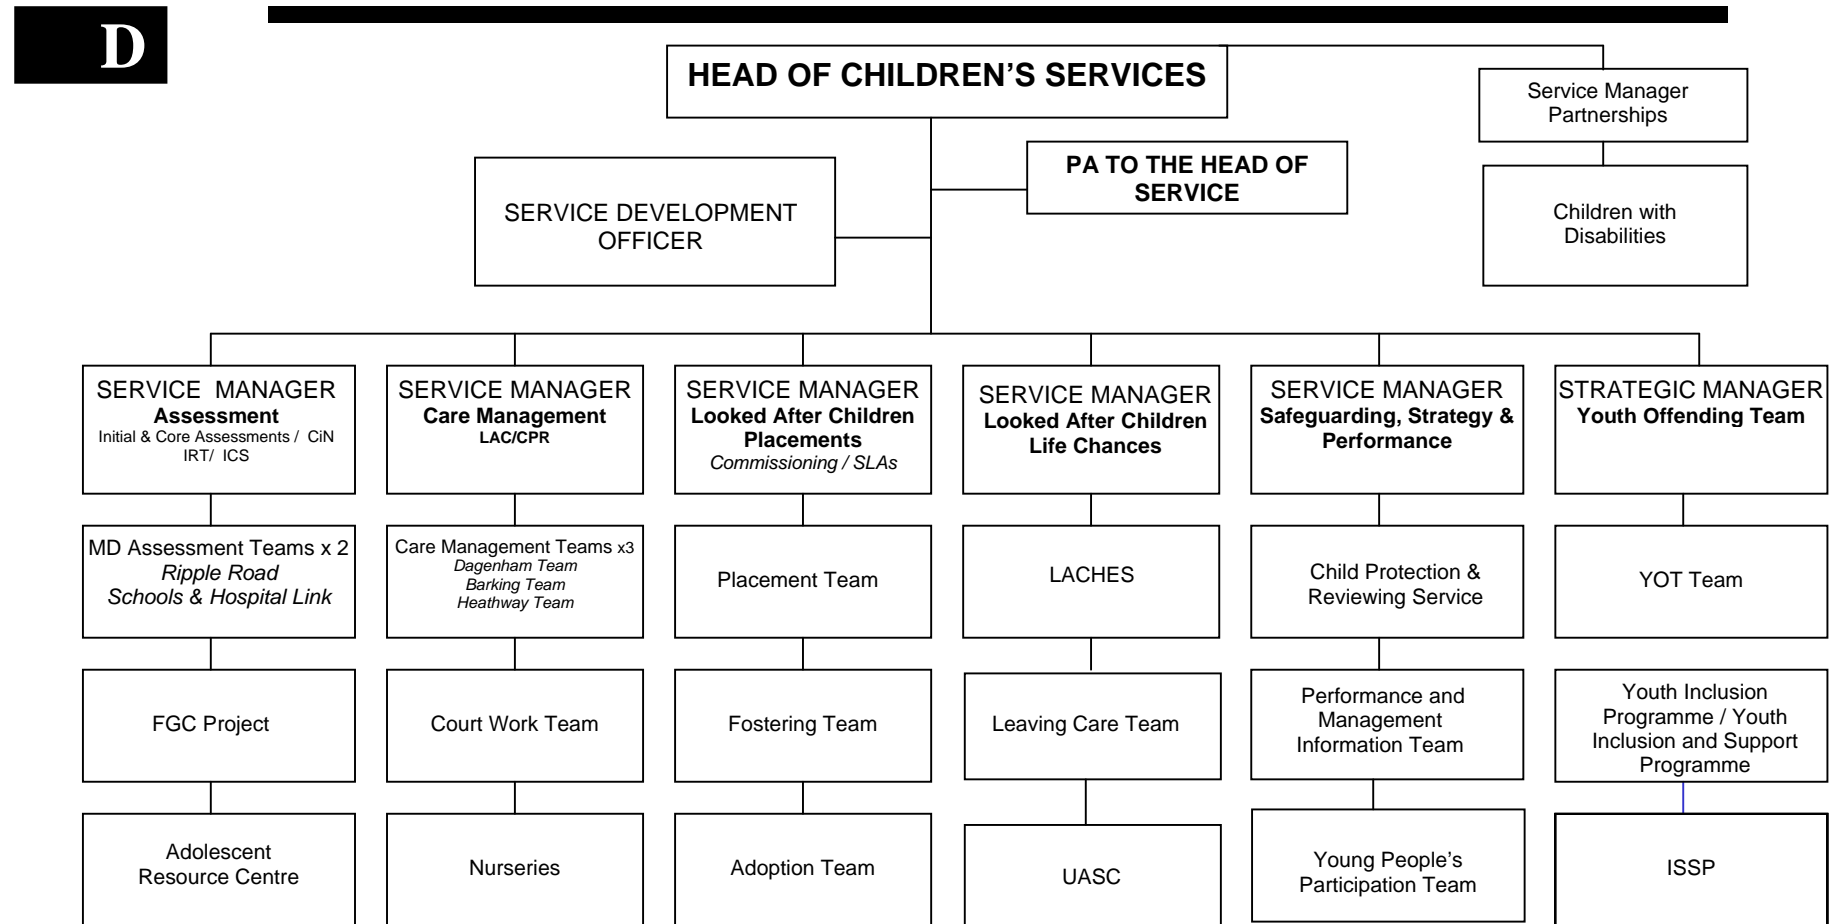 D
HEAD OF CHILDREN'S SERVICES
Service Manager
Partnerships
PA TO THE HEAD OF
SERVICE
SERVICE DEVELOPMENT
OFFICER
Children with
Disabilities
SERVICE MANAGER
Assessment
Initial & Core Assessments / CiN
IRT/ ICS
SERVICE MANAGER
Care Management
LAC/CPR
SERVICE MANAGER
Looked After Children
Placements
Commissioning / SLAs
SERVICE MANAGER
Looked After Children
Life Chances
SERVICE MANAGER
Safeguarding, Strategy &
Performance
STRATEGIC MANAGER
Youth Offending Team
MD Assessment Teams x 2
Ripple Road
Schools & Hospital Link
Care Management Teams x3
Dagenham Team
Barking Team
Heathway Team
Placement Team
LACHES
Child Protection &
Reviewing Service
YOT Team
FGC Project
Court Work Team
Fostering Team
Leaving Care Team
Performance and
Management
Information Team
Youth Inclusion
Programme / Youth
Inclusion and Support
Programme
Adolescent
Resource Centre
Nurseries
Adoption Team
UASC
Young People's
Participation Team
ISSP